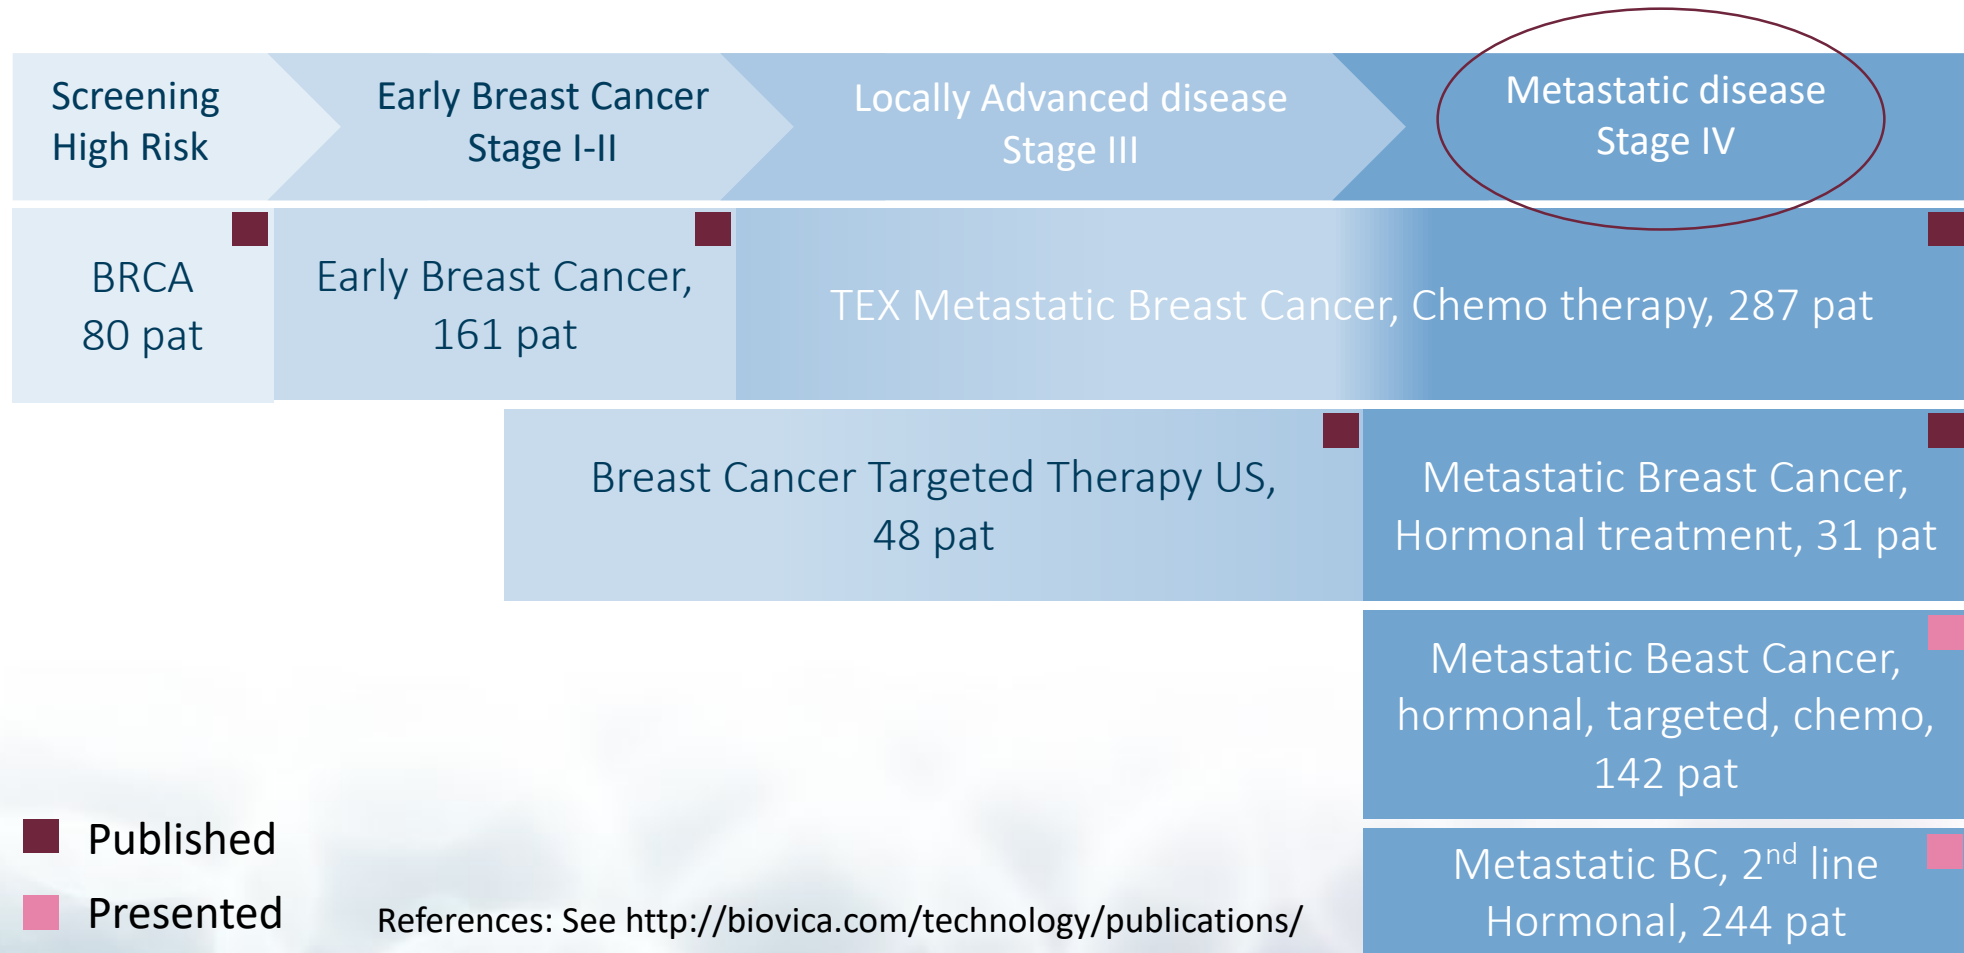 Screening
High Risk
Early Breast Cancer
Stage I-II
Locally Advanced disease
Stage III
Metastatic disease
Stage IV
BRCA
80 pat
Early Breast Cancer,
161 pat
TEX Metastatic Breast Cancer, Chemo therapy, 287 pat
Breast Cancer Targeted Therapy US,
48 pat
Metastatic Breast Cancer,
Hormonal treatment, 31 pat
Metastatic Beast Cancer,
hormonal, targeted, chemo,
142 pat
Metastatic BC, 2nd line
Hormonal, 244 pat
Published
Presented
References: See http://biovica.com/technology/publications/